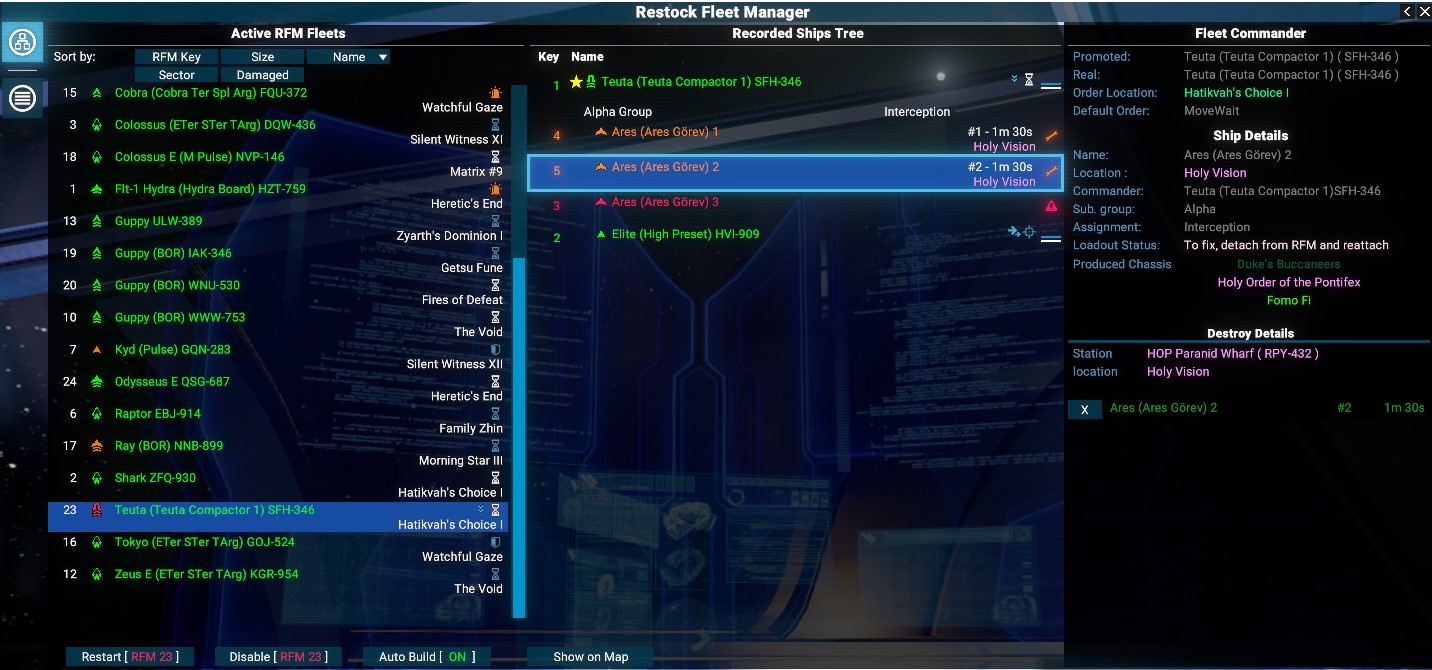 Restock Fleet Manager
Active RFM Fleets
Sort by:
RFM Key
Size
Name
Sector
Damaged
15 Cobra (Cobra Ter Spl Arg) FQU-372
Watchful Gaze
3 Colossus (ETer STer TArg) DQW-436
Silent Witness XI
18 Colossus E (M Pulse) NVP-146
Matrix #9
1 Flt-1 Hydra (Hydra Board) HZT-759
Heretic's End
13 Guppy ULW-389
Zyarth's Dominion I
19 Guppy (BOR) IAK-346
Getsu Fune
20 Guppy (BOR) WNU-530
Fires of Defeat
10 Guppy (BOR) WWW-753
The Void
7 Kyd (Pulse) GQN-283
Silent Witness XII
24 Odysseus E QSG-687
Heretic's End
6 Raptor EBJ-914
Family Zhin
17 Ray (BOR) NNB-899
Morning Star III
2 Shark ZFQ-930
Hatikvah's Choice I
23 Teuta (Teuta Compactor 1) SFH-346
Hatikvah's Choice I
16 Tokyo (ETer STer TArg) GOJ-524
Watchful Gaze
12 Zeus E (ETer STer TArg) KGR-954
The Void
Restart [ RFM 23 ]
Disable [ RFM 23 ]
Auto Build [ ON ]
Show on Map
Recorded Ships Tree
Key Name
1 Teuta (Teuta Compactor 1) SFH-346
Alpha Group Interception
4 Ares (Ares Görev) 1 #1 - 1m 30s
Holy Vision
5 Ares (Ares Görev) 2 #2 - 1m 30s
Holy Vision
3 Ares (Ares Görev) 3
2 Elite (High Preset) HVI-909
Fleet Commander
Promoted: Teuta (Teuta Compactor 1) ( SFH-346 )
Real: Teuta (Teuta Compactor 1) ( SFH-346 )
Order Location: Hatikvah's Choice I
Default Order: MoveWait
Ship Details
Name: Ares (Ares Görev) 2
Location : Holy Vision
Commander: Teuta (Teuta Compactor 1)SFH-346
Sub. group: Alpha
Assignment: Interception
Loadout Status: To fix, detach from RFM and reattach
Produced Chassis Duke's Buccaneers
Holy Order of the Pontifex
Fomo Fi
Destroy Details
Station HOP Paranid Wharf ( RPY-432 )
location Holy Vision
X Ares (Ares Görev) 2 #2 1m 30s